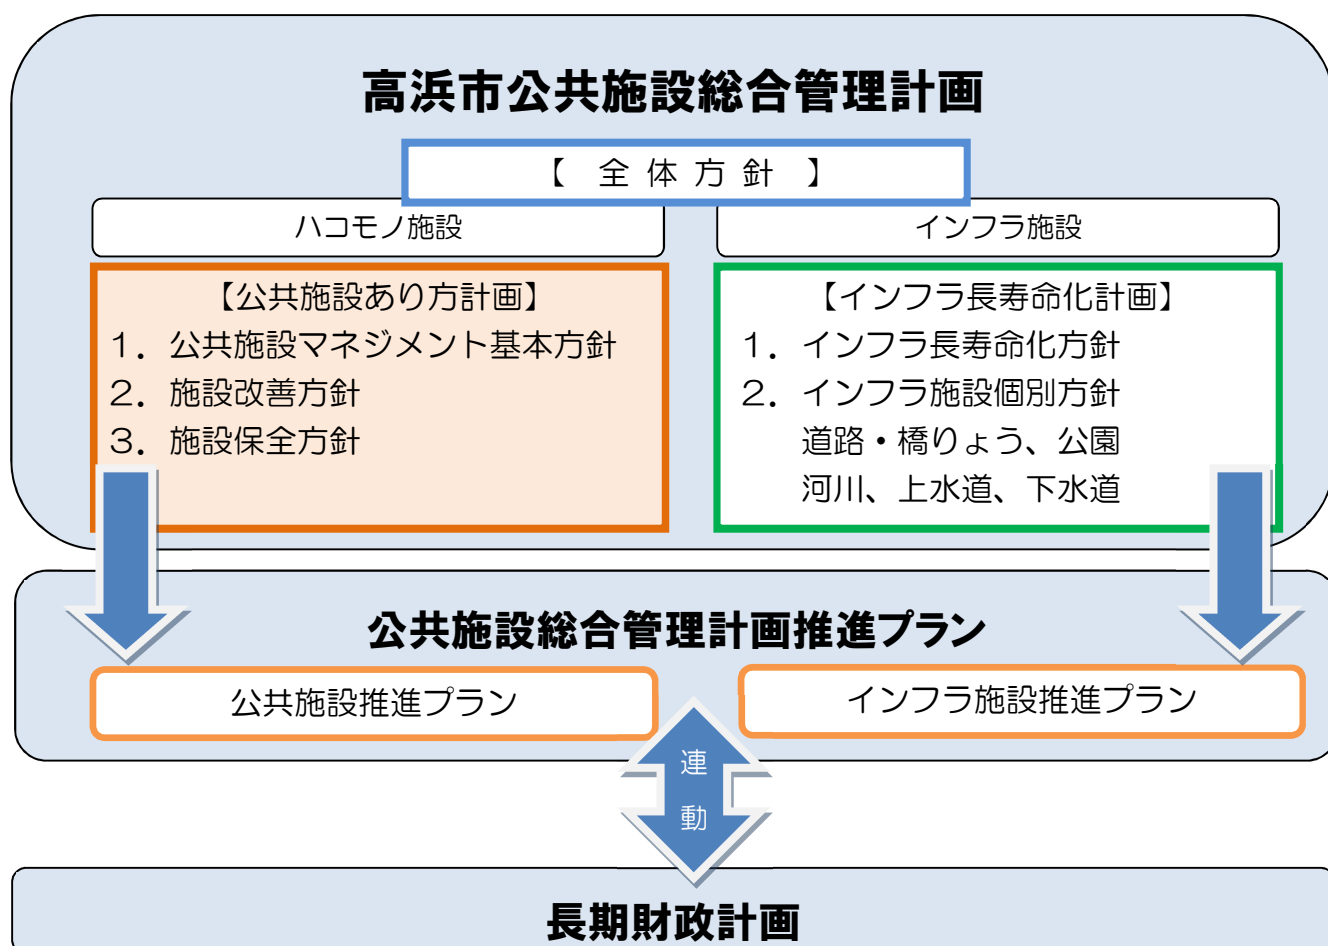 高浜市公共施設総合管理計画
【 全 体 方 針 】
ハコモノ施設
【公共施設あり方計画】
1. 公共施設マネジメント基本方針
2. 施設改善方針
3. 施設保全方針
インフラ施設
【インフラ長寿命化計画】
1. インフラ長寿命化方針
2. インフラ施設個別方針
道路・橋りょう、公園
河川、上水道、下水道
公共施設総合管理計画推進プラン
公共施設推進プラン
インフラ施設推進プラン
連
動
長期財政計画